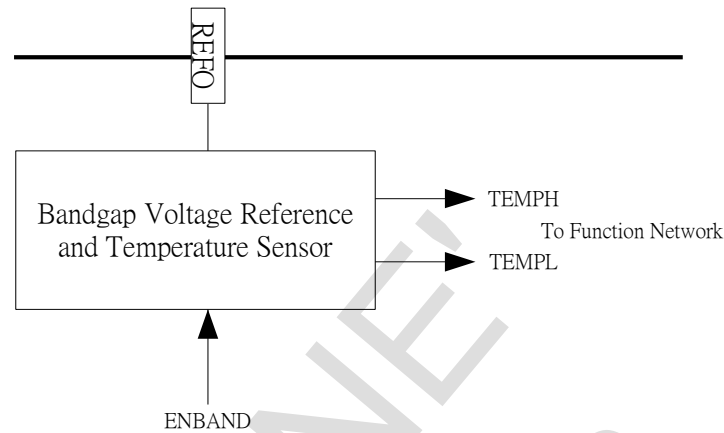 REFO
Bandgap Voltage Reference
and Temperature Sensor
TEMPH
To Function Network
TEMPL
ENBAND